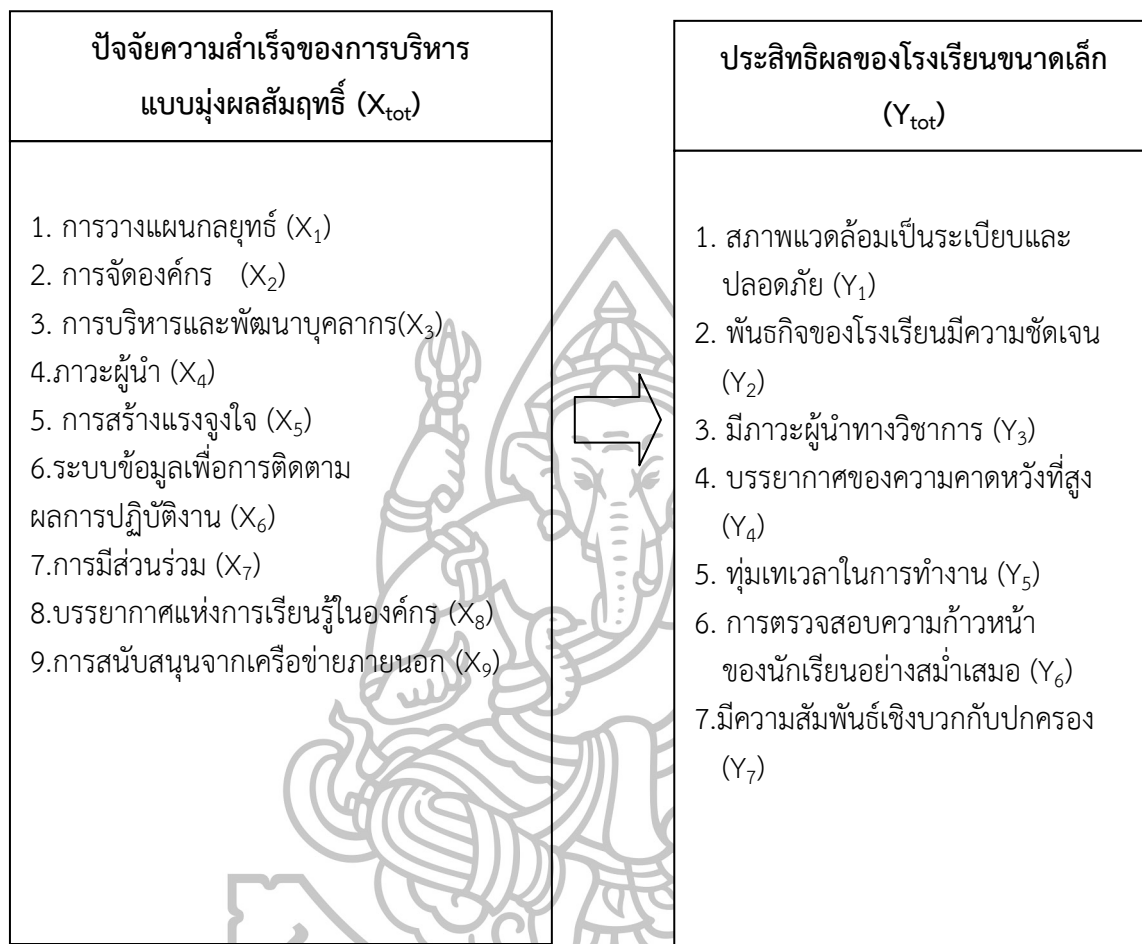 ปัจจัยความสำเร็จของการบริหาร
แบบมุ่งผลสัมฤทธิ์ (Xtot)
1. การวางแผนกลยุทธ์ (X1)
2. การจัดองค์กร (X2)
3. การบริหารและพัฒนาบุคลากร(X3)
4.ภาวะผู้นำ (X4)
5. การสร้างแรงจูงใจ (X5)
6.ระบบข้อมูลเพื่อการติดตาม
ผลการปฏิบัติงาน (X6)
7.การมีส่วนร่วม (X7)
8.บรรยากาศแห่งการเรียนรู้ในองค์กร (X8)
9.การสนับสนุนจากเครือข่ายภายนอก (X9)
ประสิทธิผลของโรงเรียนขนาดเล็ก
(Ytot)
1. สภาพแวดล้อมเป็นระเบียบและ
ปลอดภัย (Y1)
2. พันธกิจของโรงเรียนมีความชัดเจน
(Y2)
3. มีภาวะผู้นำทางวิชาการ (Y3)
4. บรรยากาศของความคาดหวังที่สูง
(Y4)
5. ทุ่มเทเวลาในการทำงาน (Y5)
6. การตรวจสอบความก้าวหน้า
ของนักเรียนอย่างสม่ำเสมอ (Y6)
7.มีความสัมพันธ์เชิงบวกกับปกครอง
(Y7)